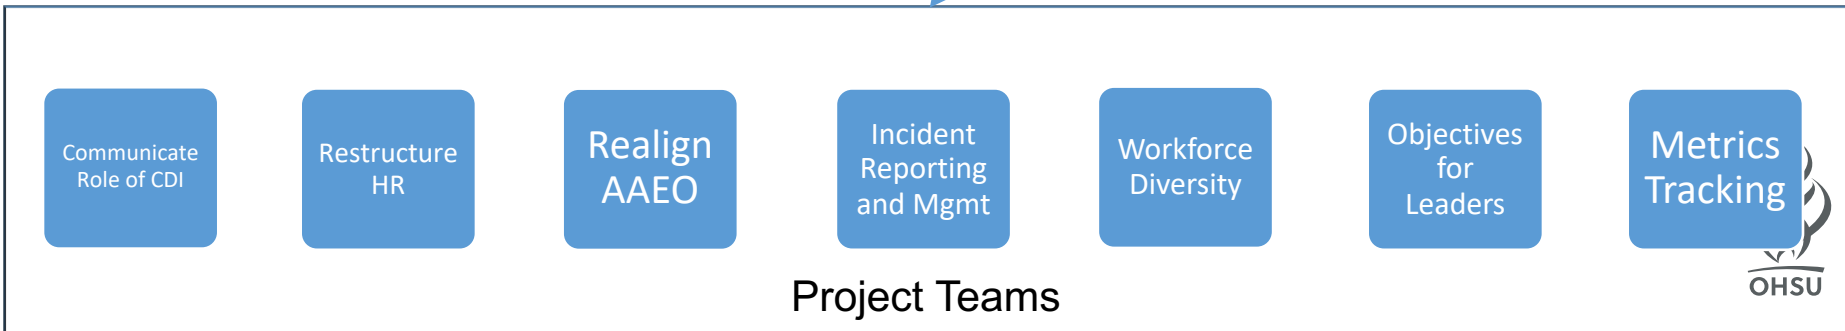 Communicate
Role of CDI
Restructure
HR
Realign
AAEO
Incident
Reporting
and Mgmt
Workforce
Diversity
Objectives
for
Leaders
Metrics
Tracking
Project Teams
OHSU